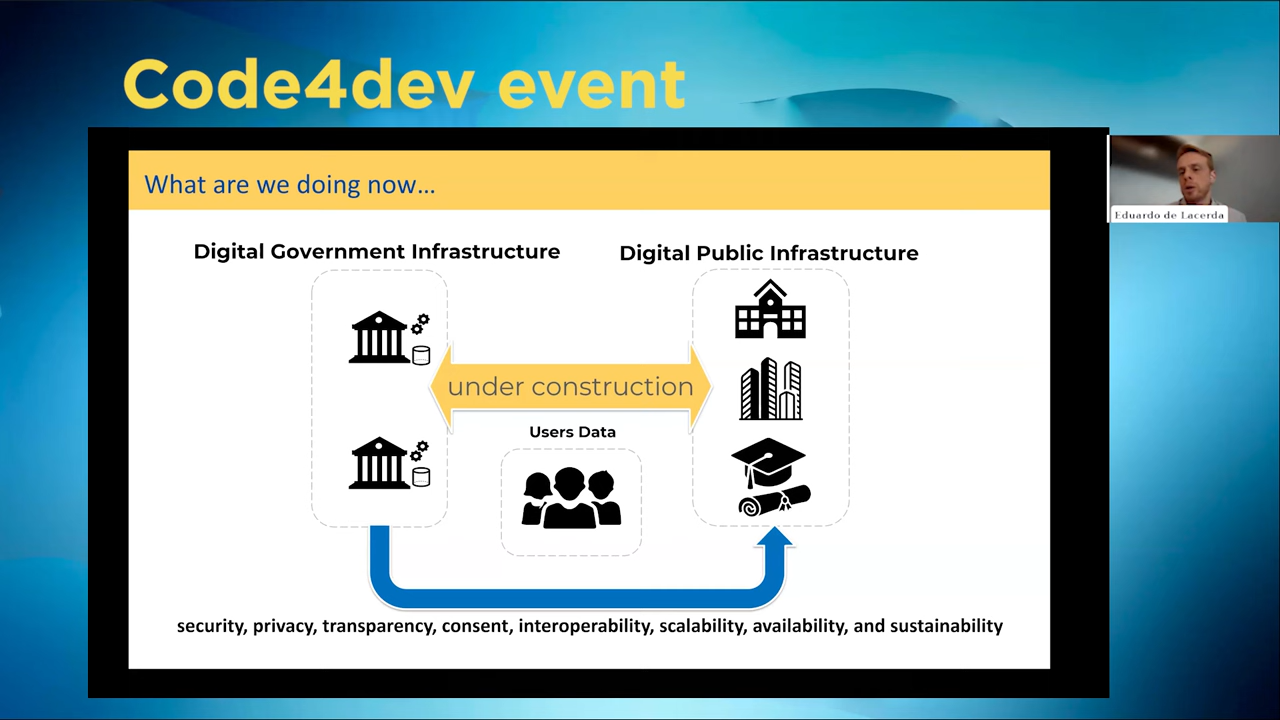 Code4dev event
What are we doing now...
Digital Government Infrastructure
Digital Public Infrastructure
under construction
Users Data
security, privacy, transparency, consent, interoperability, scalability, availability, and sustainability
Eduardo de Lacerda